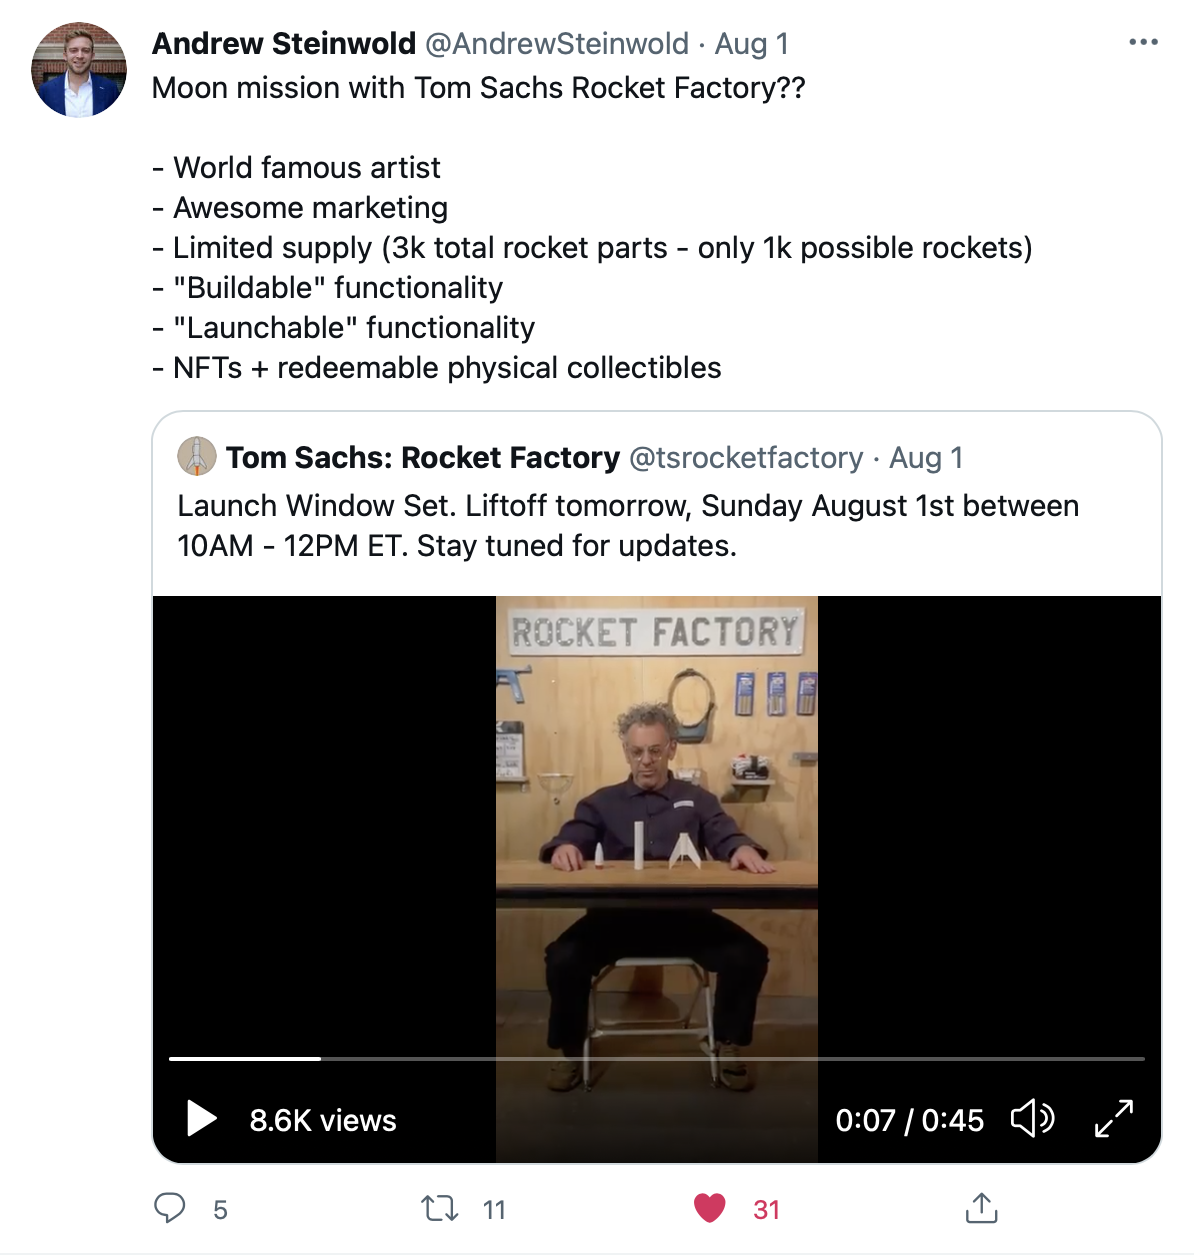 Andrew Steinwold @AndrewSteinwold · Aug 1
Moon mission with Tom Sachs Rocket Factory??
- World famous artist
- Awesome marketing
- Limited supply (3k total rocket parts - only 1k possible rockets)
- "Buildable" functionality
- "Launchable" functionality
- NFTs + redeemable physical collectibles
Tom Sachs: Rocket Factory @tsrocketfactory · Aug 1
Launch Window Set. Liftoff tomorrow, Sunday August 1st between
10AM - 12PM ET. Stay tuned for updates.
ROCKET FACTORY
8.6K views
0:07 / 0:45
5
11
31